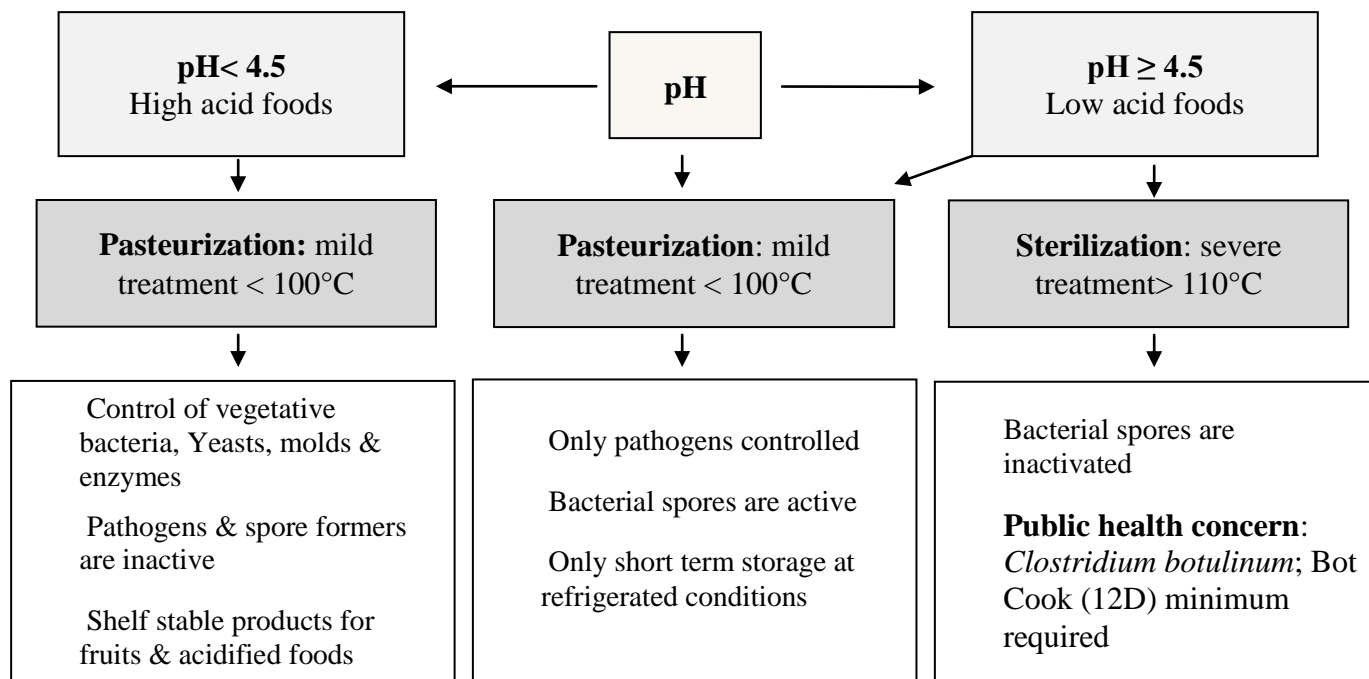 pH< 4.5
High acid foods
pH
pH ≥ 4.5
Low acid foods
Pasteurization: mild
treatment < 100°C
Pasteurization: mild
treatment < 100°C
Sterilization: severe
treatment> 110°C
Control of vegetative
bacteria, Yeasts, molds &
enzymes
Pathogens & spore formers
are inactive
Shelf stable products for
fruits & acidified foods
Only pathogens controlled
Bacterial spores are active
Only short term storage at
refrigerated conditions
Bacterial spores are
inactivated
Public health concern:
Clostridium botulinum; Bot
Cook (12D) minimum
required